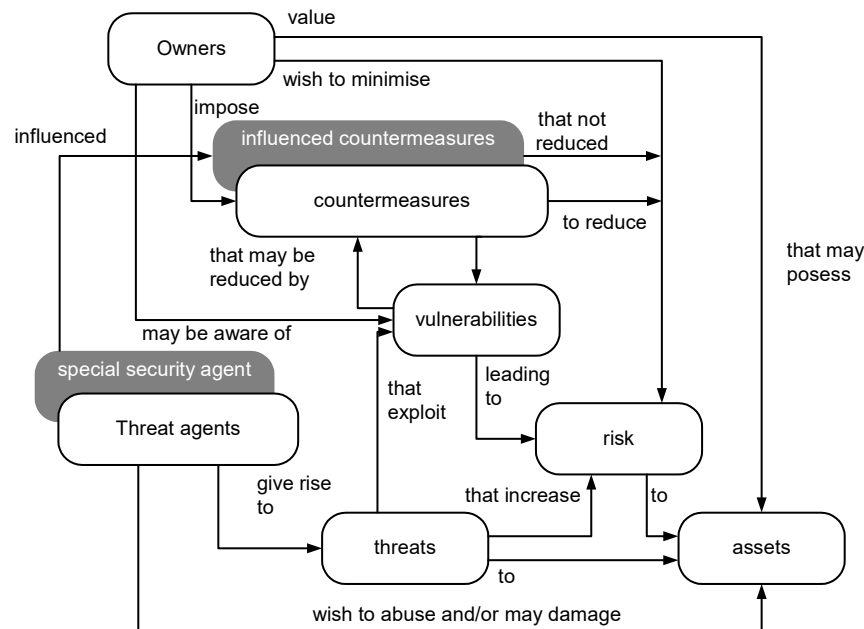 value
Owners
wish to minimise
impose
that not
reduced
influenced
influenced countermeasures
countermeasures
to reduce
that may be
reduced by
that may
posess
vulnerabilities
may be aware of
special security agent
that
exploit
leading
to
Threat agents
risk
give rise
to
that increase
to
threats
assets
to
wish to abuse and/or may damage